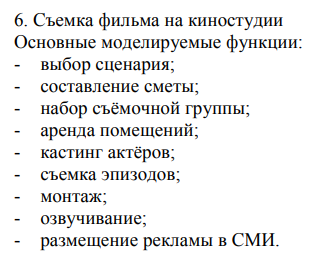 6. Съемка фильма на киностудии
Основные моделируемые функции:
- выбор сценария;
- составление сметы;
- набор съёмочной группы;
- аренда помещений;
- кастинг актёров;
- съемка эпизодов;
- монтаж;
- озвучивание;
- размещение рекламы в СМИ.